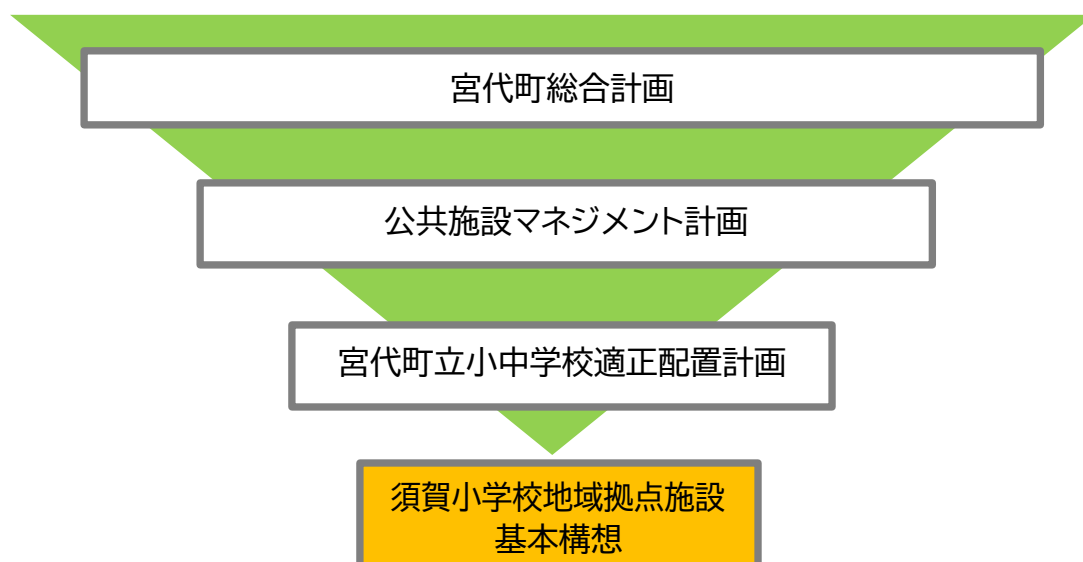 宮代町総合計画
公共施設マネジメント計画
宮代町立小中学校適正配置計画
須賀小学校地域拠点施設
基本構想